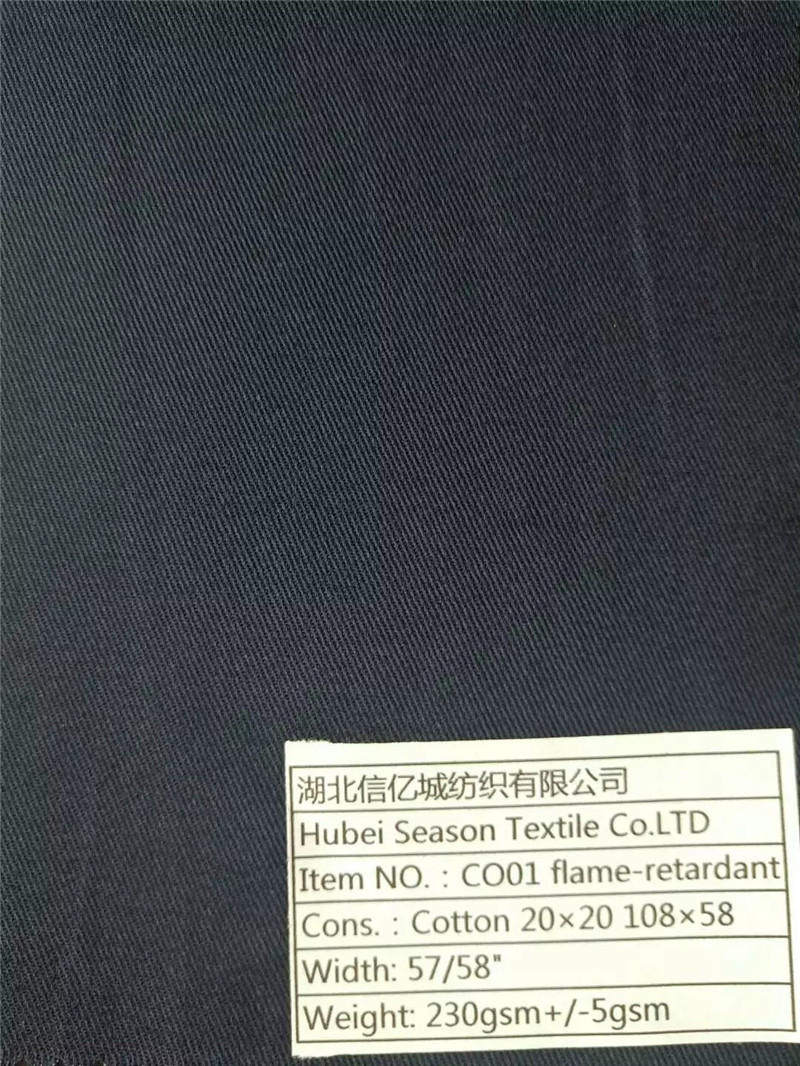 湖北信亿城纺织有限公司
Hubei Season Textile Co.LTD
Item NO.：CO01 flame-retardant
Cons.：Cotton 20×20 108×58
Width: 57/58"
Weight: 230gsm+/-5gsm